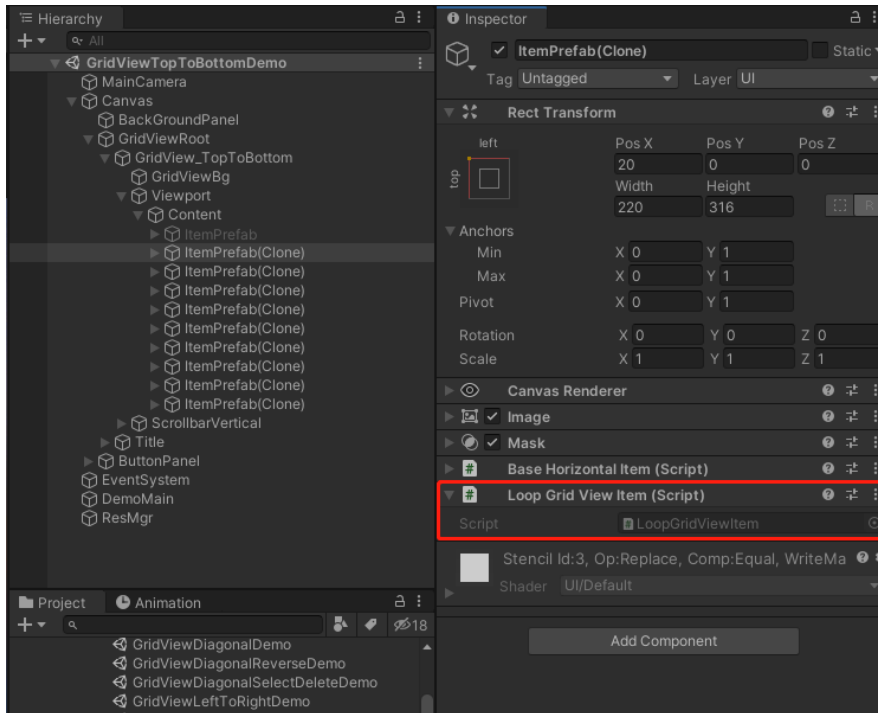 Hierarchy
All
GridViewTopToBottomDemo
MainCamera
Canvas
BackGroundPanel
GridViewRoot
GridView_TopToBottom
GridViewBg
Viewport
Content
ItemPrefab
ItemPrefab(Clone)
ItemPrefab(Clone)
ItemPrefab(Clone)
ItemPrefab(Clone)
ItemPrefab(Clone)
ItemPrefab(Clone)
ItemPrefab(Clone)
ItemPrefab(Clone)
ItemPrefab(Clone)
ScrollbarVertical
Title
ButtonPanel
EventSystem
DemoMain
ResMgr
Project Animation
18
GridViewDiagonalDemo
GridViewDiagonalReverseDemo
GridViewDiagonalSelectDeleteDemo
GridViewLeftToRightDemo
Inspector
ItemPrefab(Clone) Static
Tag Untagged Layer UI
Rect Transform
left Pos X Pos Y Pos Z
top 20 0 0
Width Height
220 316 R
Anchors
Min X 0 Y 1
Max X 0 Y 1
Pivot X 0 Y 1
Rotation X 0 Y 0 Z 0
Scale X 1 Y 1 Z 1
Canvas Renderer
Image
Mask
# Base Horizontal Item (Script)
# Loop Grid View Item (Script)
Script # LoopGridViewItem
Stencil Id:3, Op:Replace, Comp:Equal, WriteMa
Shader UI/Default
Add Component